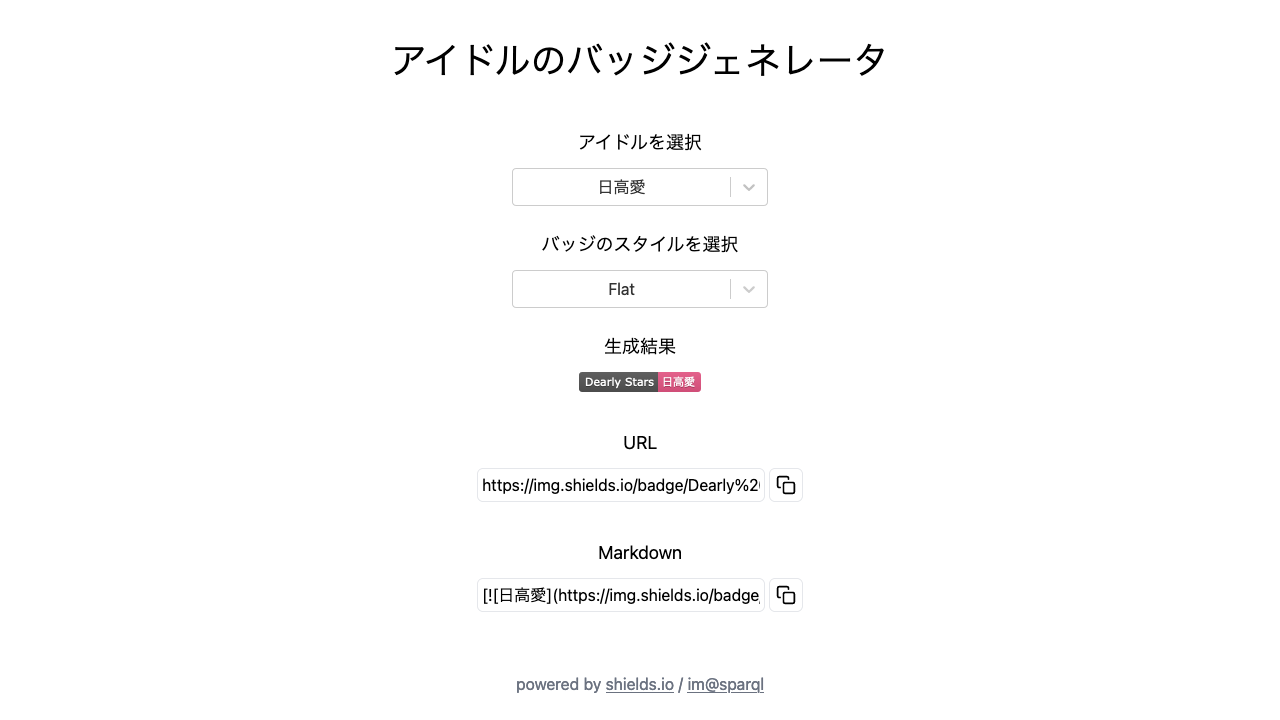 アイドルのバッジジェネレータ
アイドルを選択
日高愛
バッジのスタイルを選択
Flat
生成結果
Dearly Stars 日高愛
URL
https://img.shields.io/badge/Dearly%2
Markdown
[![日高愛](https://img.shields.io/badge
powered by shields.io / im@sparql